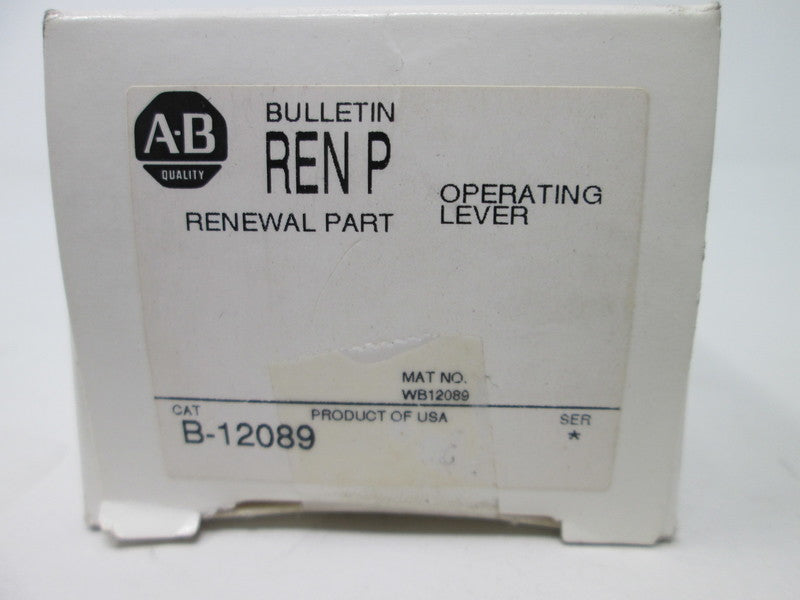 A-B
QUALITY
BULLETIN
REN P
RENEWAL PART
OPERATING
LEVER
MAT NO.
WB12089
CAT
B-12089
PRODUCT OF USA
SER
*